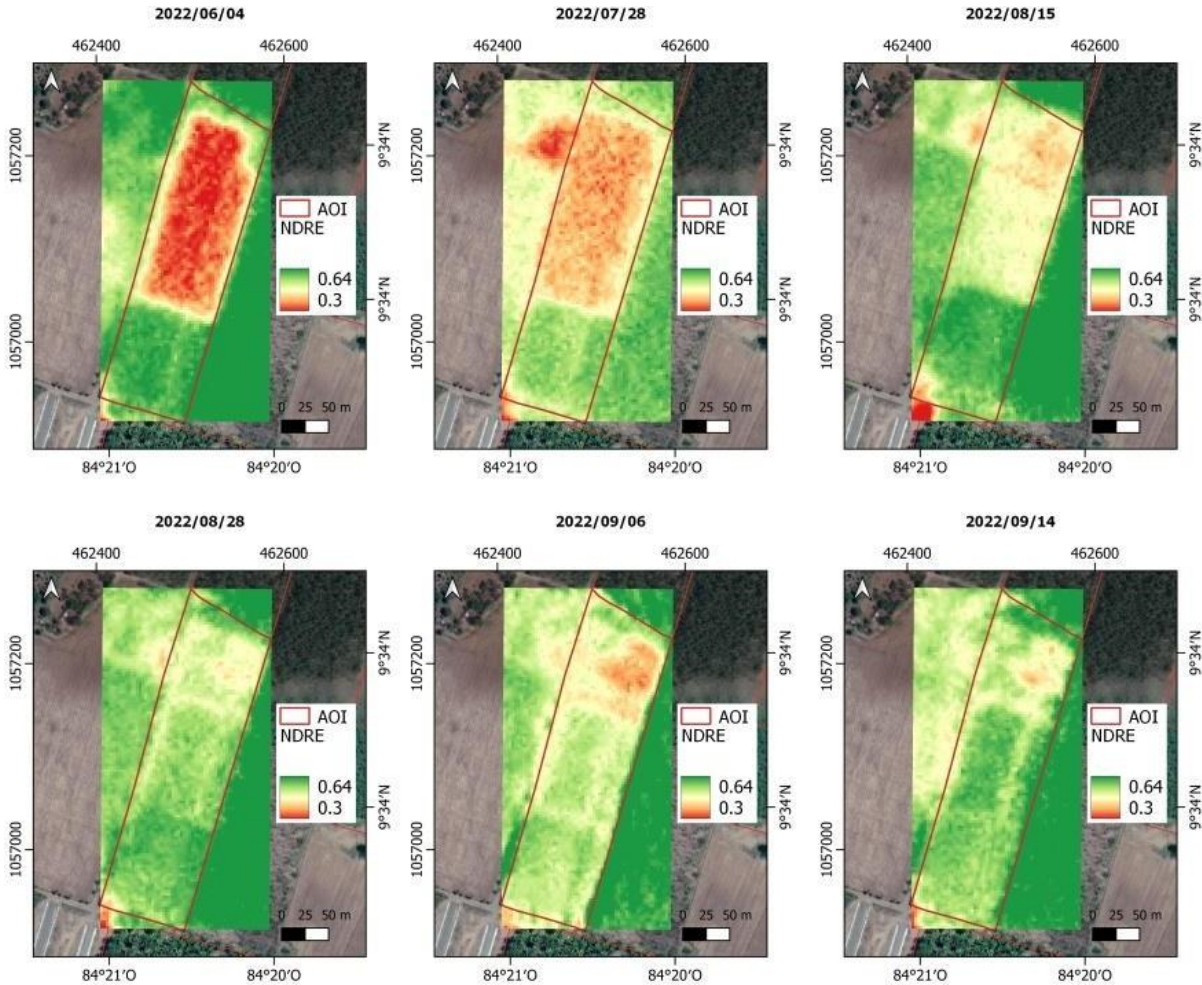 2022/06/04
462400 462600
1057200
1057000
9°34′N
9°34′N
AOI
NDRE
0.64
0.3
0 25 50 m
84°21′O 84°20′O
2022/07/28
462400 462600
1057200
1057000
9°34′N
9°34′N
AOI
NDRE
0.64
0.3
0 25 50 m
84°21′O 84°20′O
2022/08/15
462400 462600
1057200
1057000
9°34′N
9°34′N
AOI
NDRE
0.64
0.3
0 25 50 m
84°21′O 84°20′O
2022/08/28
462400 462600
1057200
1057000
9°34′N
9°34′N
AOI
NDRE
0.64
0.3
0 25 50 m
84°21′O 84°20′O
2022/09/06
462400 462600
1057200
1057000
9°34′N
9°34′N
AOI
NDRE
0.64
0.3
0 25 50 m
84°21′O 84°20′O
2022/09/14
462400 462600
1057200
1057000
9°34′N
9°34′N
AOI
NDRE
0.64
0.3
0 25 50 m
84°21′O 84°20′O